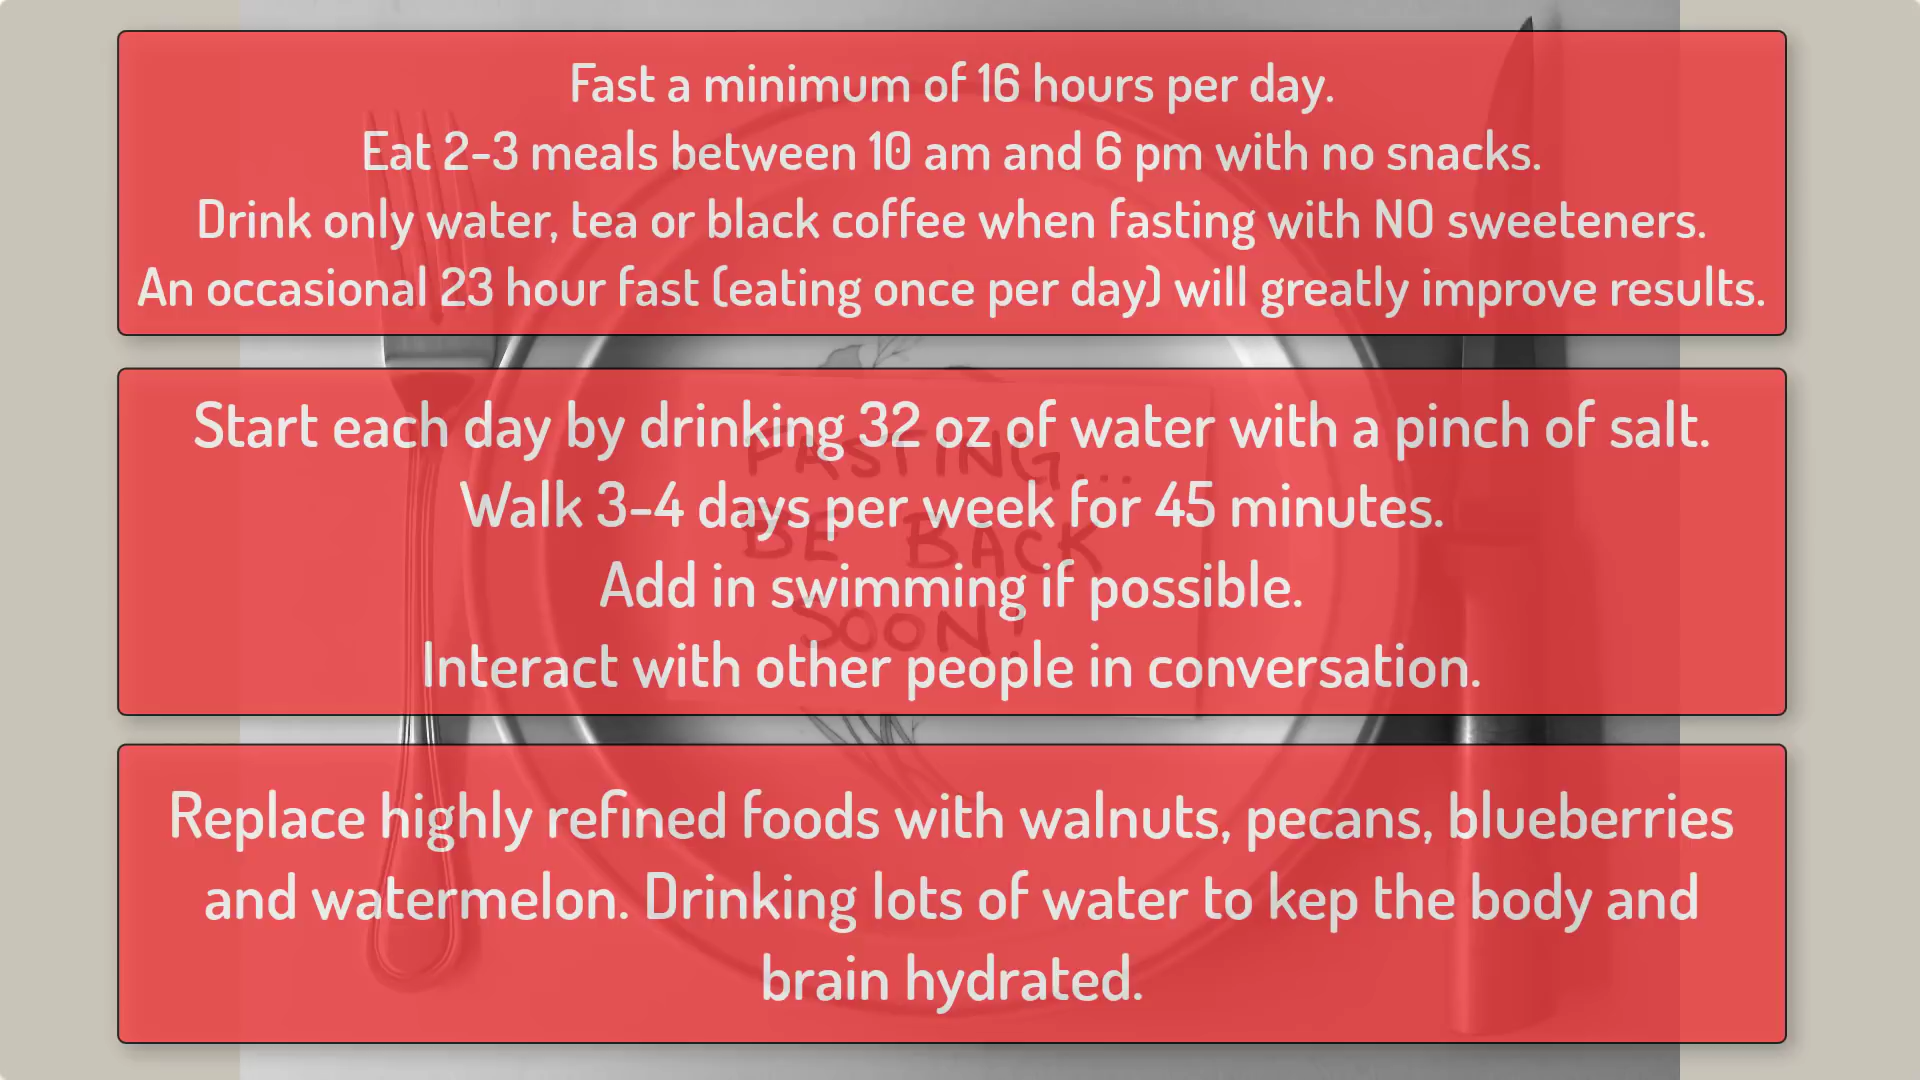 Fast a minimum of 16 hours per day.
Eat 2-3 meals between 10 am and 6 pm with no snacks.
Drink only water, tea or black coffee when fasting with NO sweeteners.
An occasional 23 hour fast (eating once per day) will greatly improve results.
Start each day by drinking 32 oz of water with a pinch of salt.
Walk 3-4 days per week for 45 minutes.
Add in swimming if possible.
Interact with other people in conversation.
FASTING...
BE BACK
SOON!
Replace highly refined foods with walnuts, pecans, blueberries
and watermelon. Drinking lots of water to kep the body and
brain hydrated.